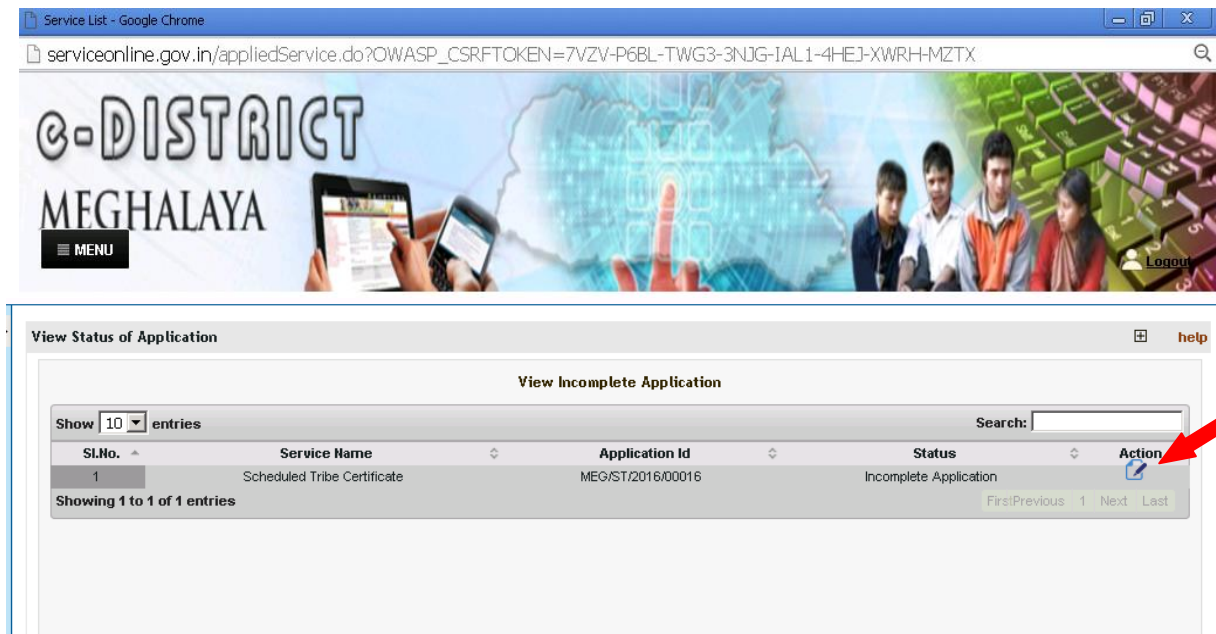 Service List - Google Chrome
serviceonline.gov.in/appliedService.do?OWASP_CSRFTOKEN=7VZV-P6BL-TWG3-3NJG-IAL1-4HEJ-XWRH-MZTX
e-DISTRICT
MEGHALAYA
MENU
Logout
View Status of Application help
View Incomplete Application
Show 10 entries Search:
Sl.No. Service Name Application Id Status Action
1 Scheduled Tribe Certificate MEG/ST/2016/00016 Incomplete Application
Showing 1 to 1 of 1 entries FirstPrevious 1 Next Last